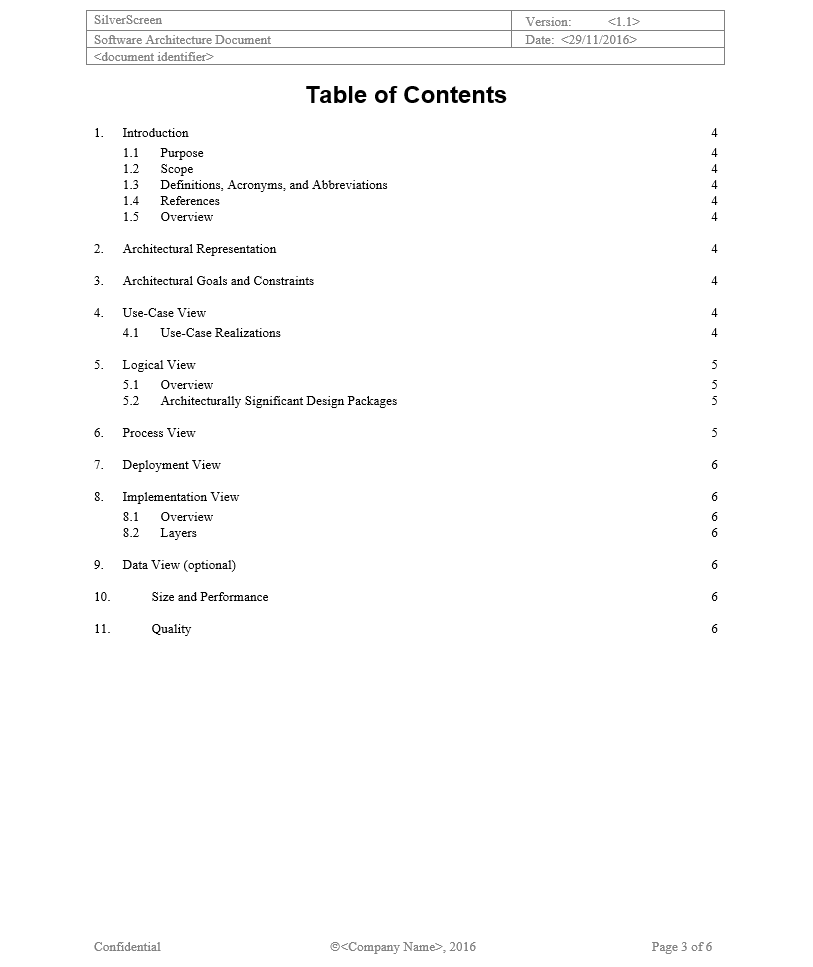 SilverScreen Version: <1.1>
Software Architecture Document Date: <29/11/2016>
<document identifier>
Table of Contents
1. Introduction 4
1.1 Purpose 4
1.2 Scope 4
1.3 Definitions, Acronyms, and Abbreviations 4
1.4 References 4
1.5 Overview 4
2. Architectural Representation 4
3. Architectural Goals and Constraints 4
4. Use-Case View 4
4.1 Use-Case Realizations 4
5. Logical View 5
5.1 Overview 5
5.2 Architecturally Significant Design Packages 5
6. Process View 5
7. Deployment View 6
8. Implementation View 6
8.1 Overview 6
8.2 Layers 6
9. Data View (optional) 6
10. Size and Performance 6
11. Quality 6
Confidential ©<Company Name>, 2016 Page 3 of 6